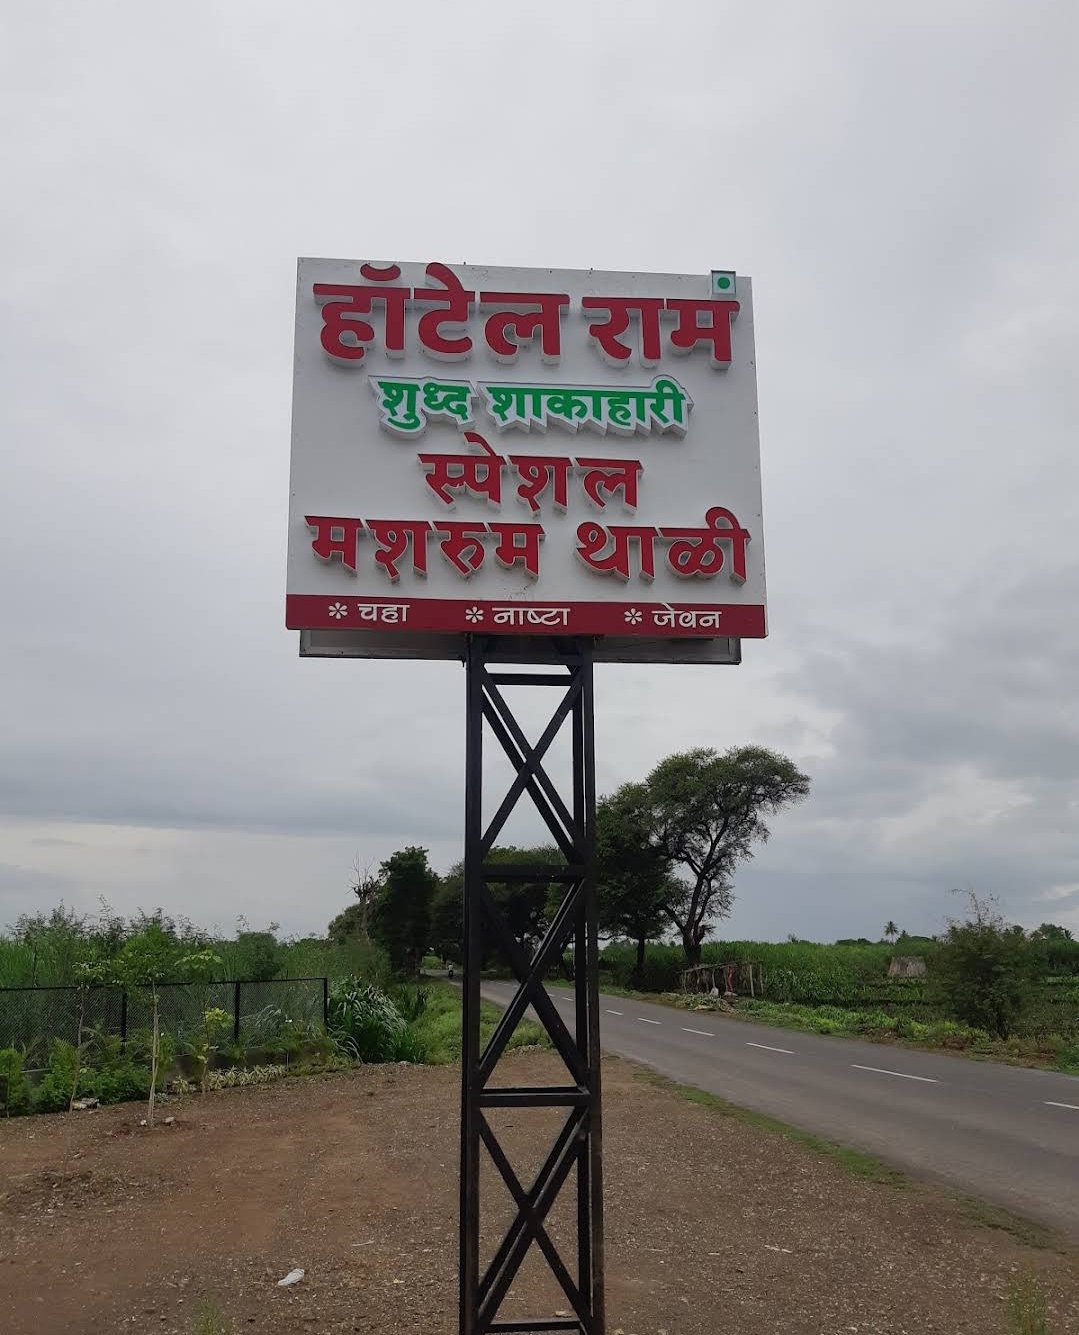 हॉटेल राम
शुध्द शाकाहारी
स्पेशल
मशरुम थाळी
* चहा * नाष्टा * जेवन